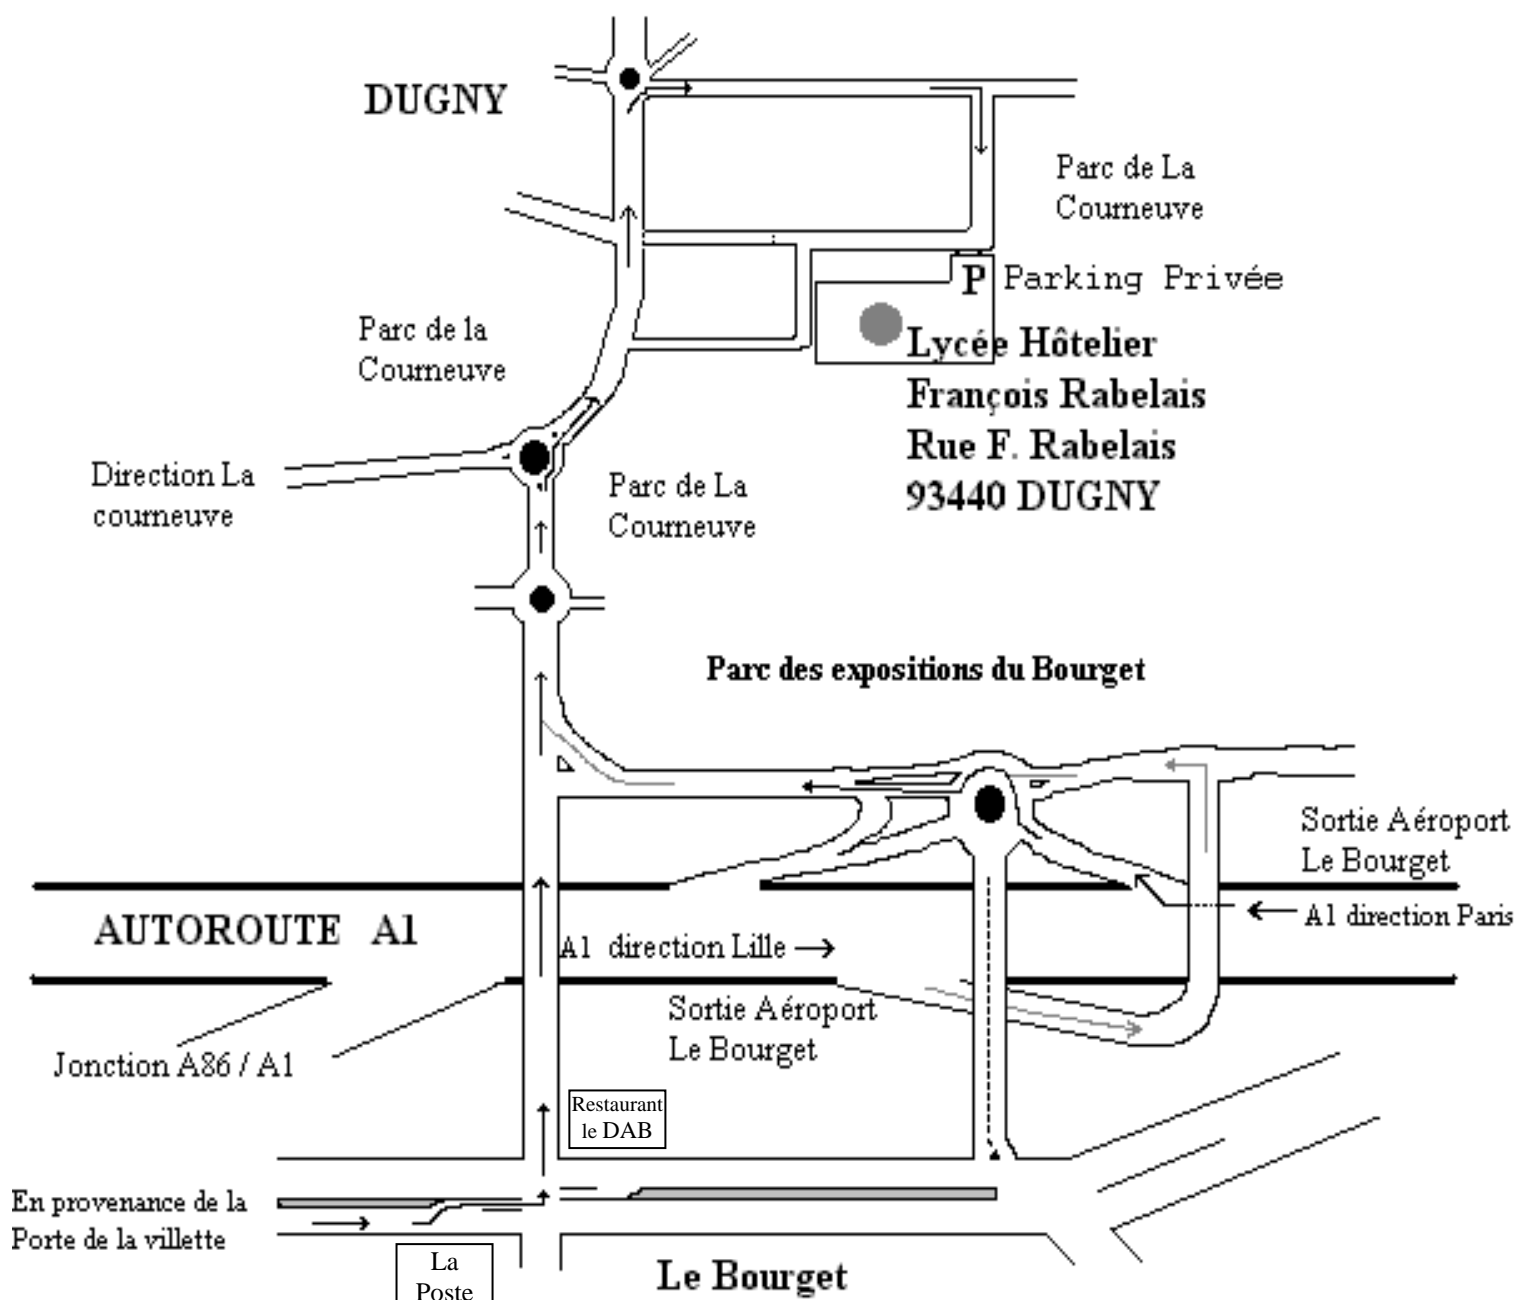 DUGNY
Parc de La
Courneuve
P Parking Privée
Parc de la
Courneuve
Lycée Hôtelier
François Rabelais
Rue F. Rabelais
93440 DUGNY
Direction La
courneuve
Parc de La
Courneuve
Parc des expositions du Bourget
Sortie Aéroport
Le Bourget
A1 direction Paris
AUTOROUTE A1
A1 direction Lille
Sortie Aéroport
Le Bourget
Jonction A86 / A1
Restaurant
le DAB
En provenance de la
Porte de la villette
La
Poste
Le Bourget